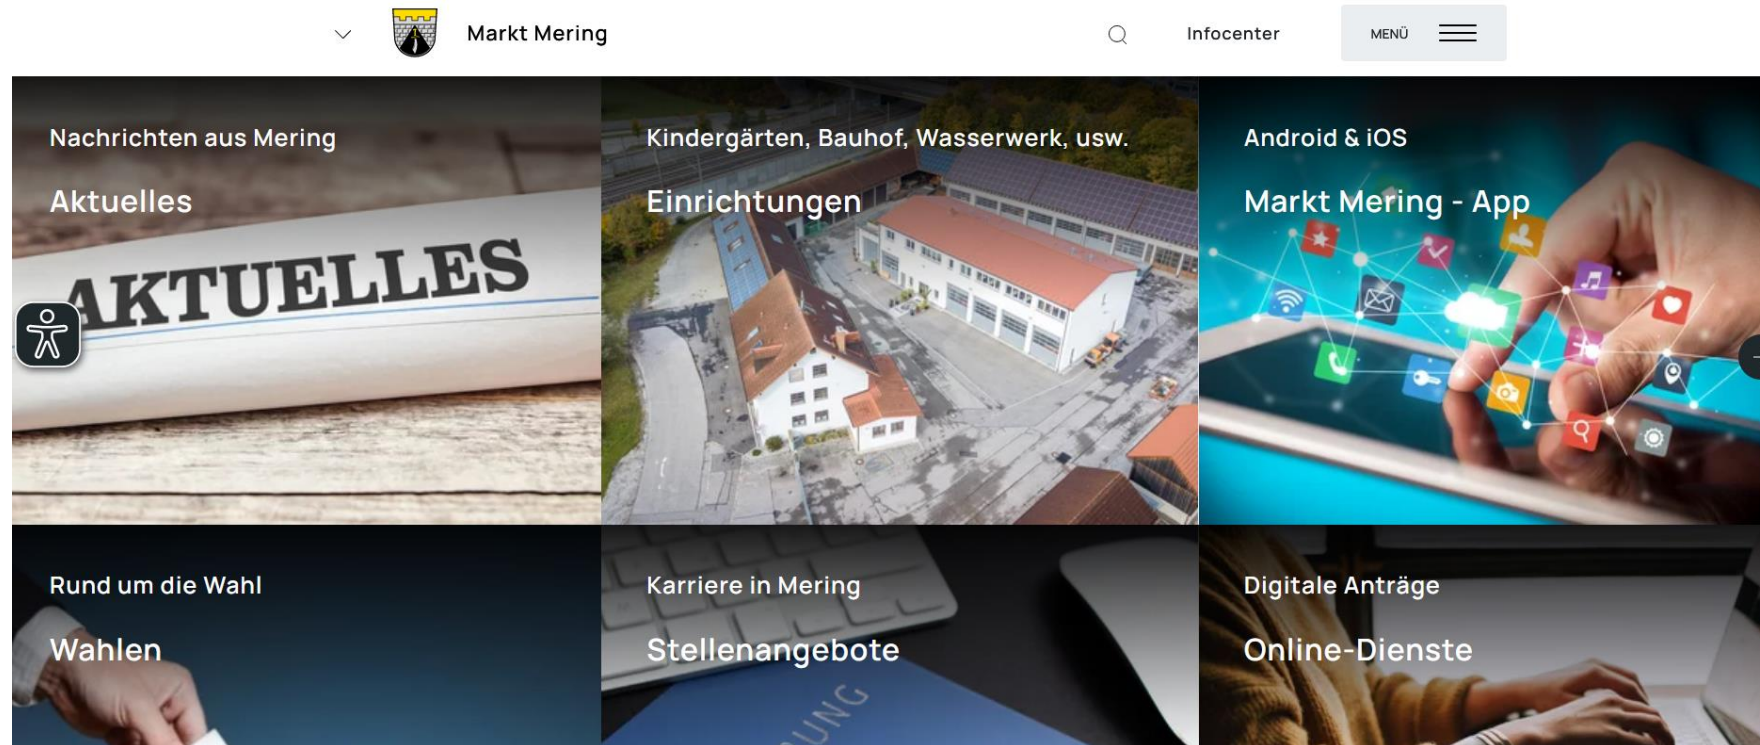 Markt Mering
Infocenter
MENÜ
Nachrichten aus Mering
Aktuelles
AKTUELLES
Kindergärten, Bauhof, Wasserwerk, usw.
Einrichtungen
Android & iOS
Markt Mering - App
Rund um die Wahl
Wahlen
Karriere in Mering
Stellenangebote
UNG
Digitale Anträge
Online-Dienste